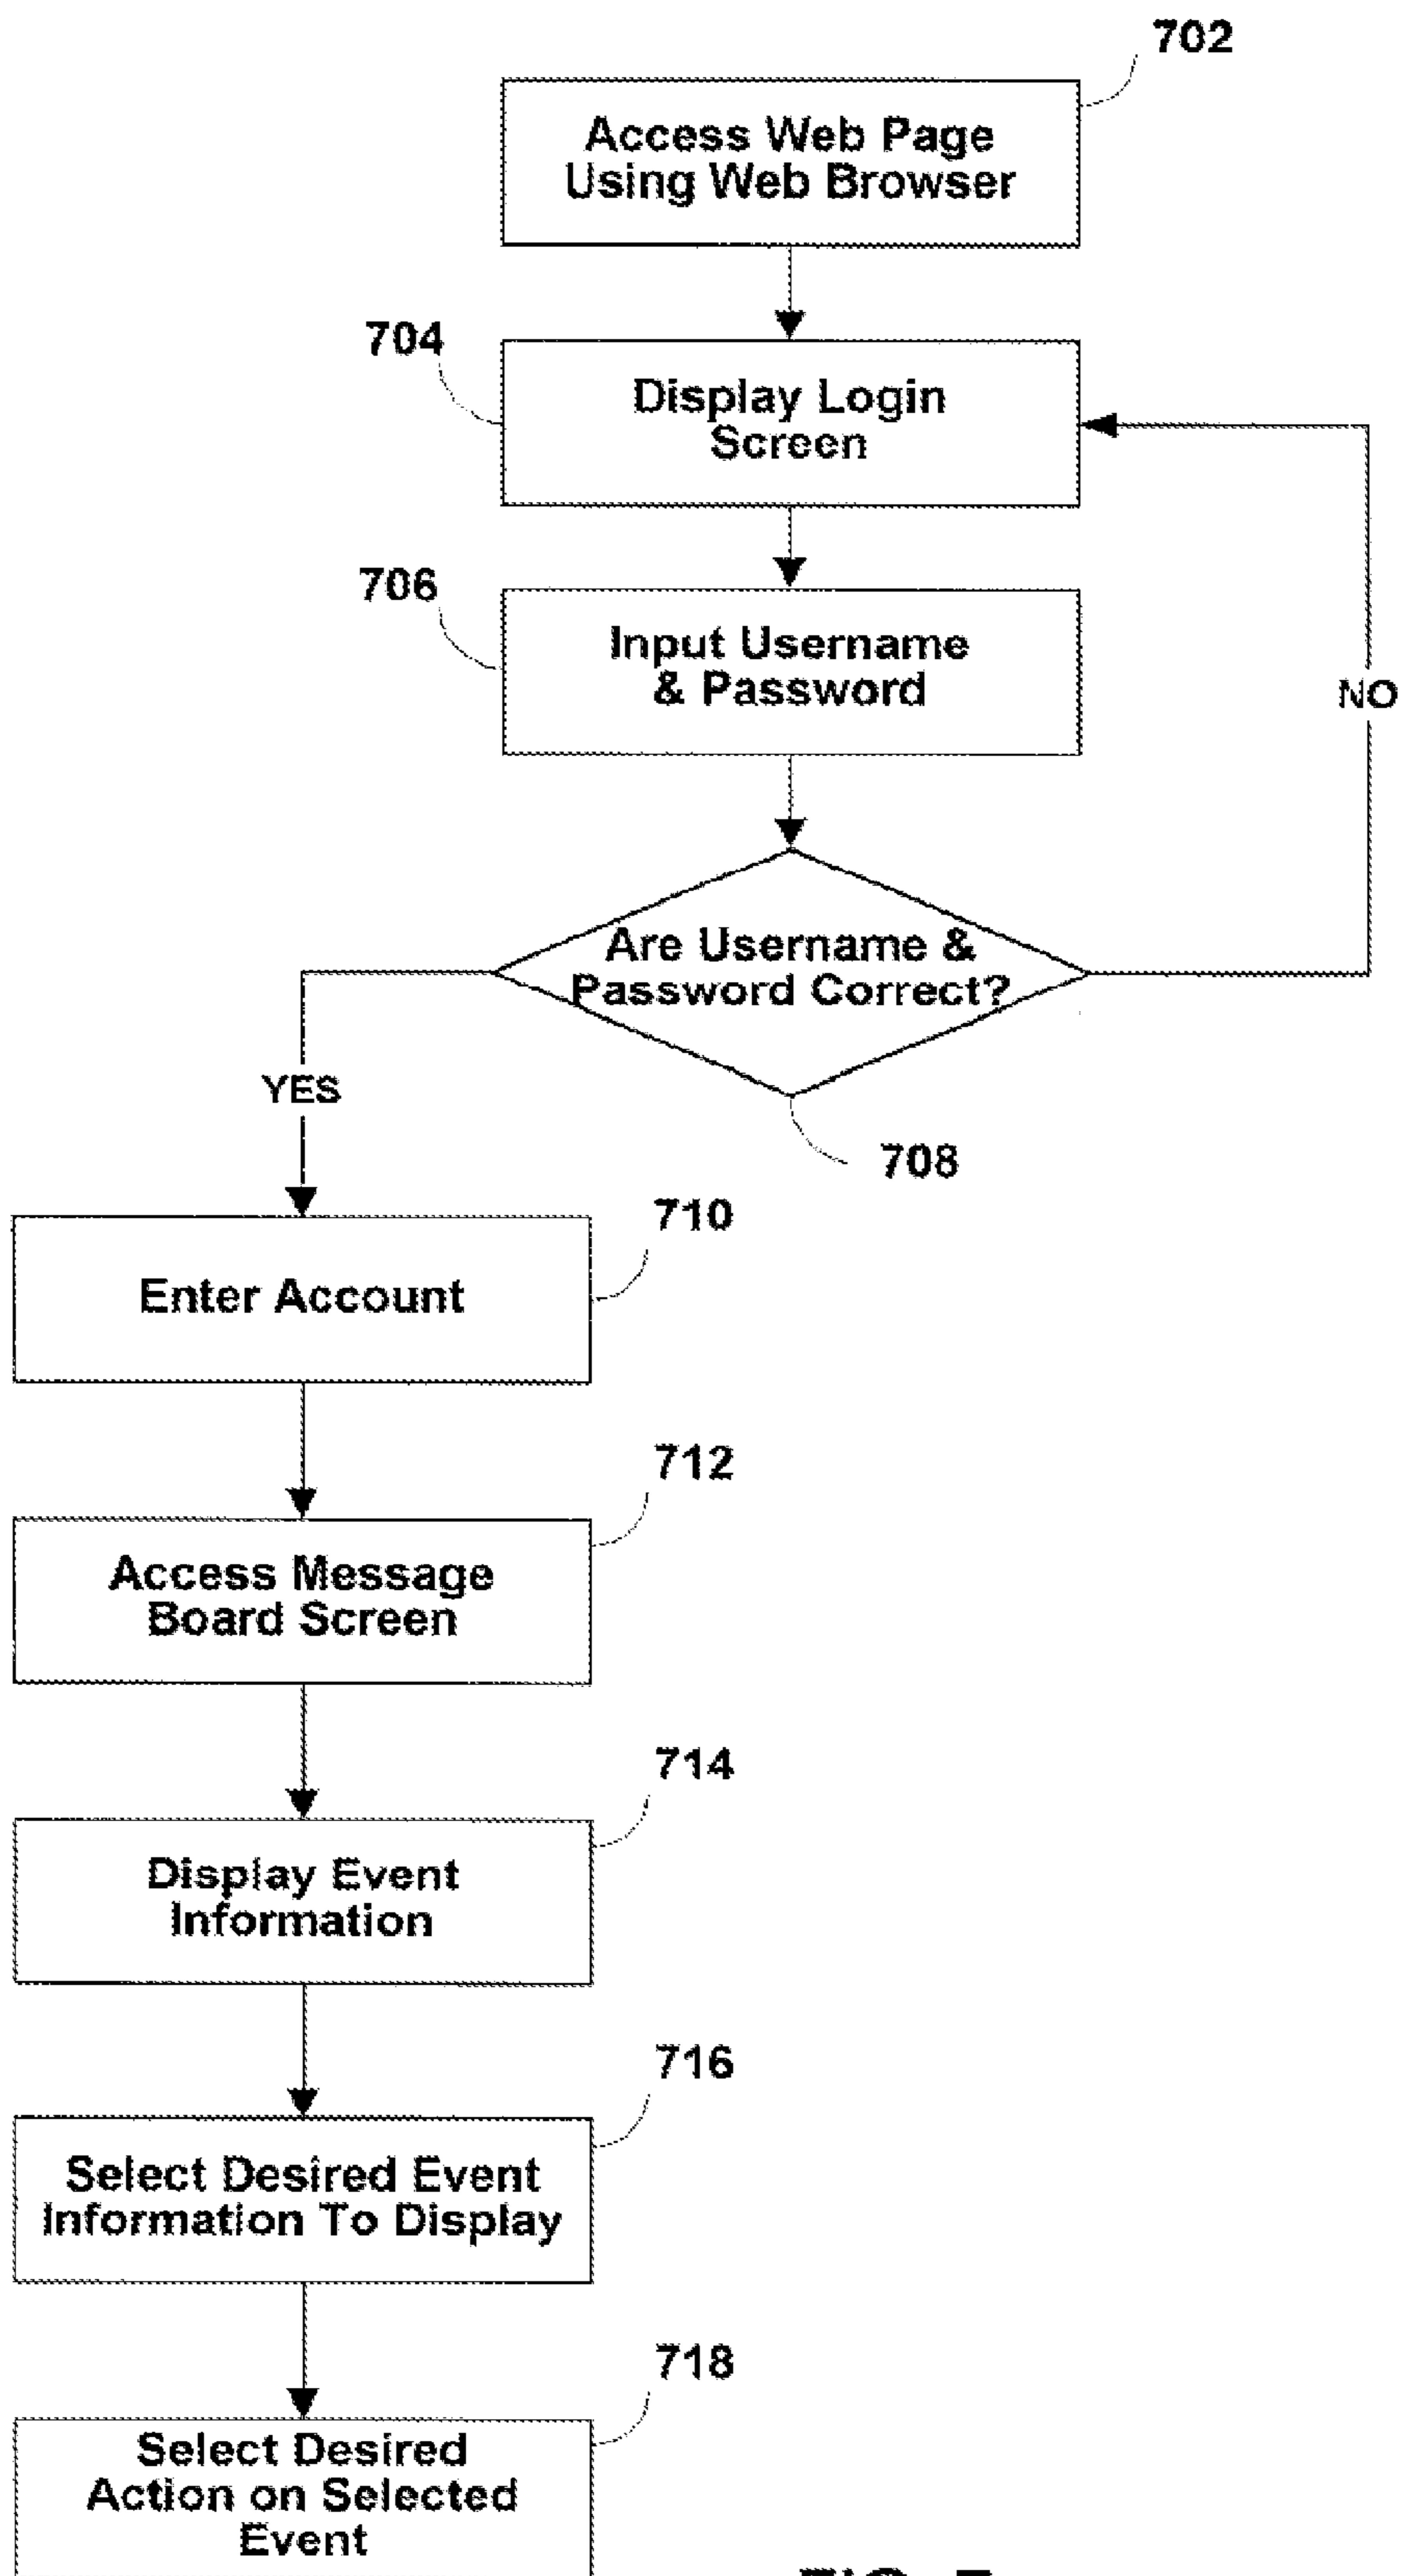 702
Access Web Page
Using Web Browser
704
Display Login
Screen
706
Input Username
& Password
NO
Are Username &
Password Correct?
YES
708
710
Enter Account
712
Access Message
Board Screen
714
Display Event
Information
716
Select Desired Event
Information To Display
718
Select Desired
Action on Selected
Event